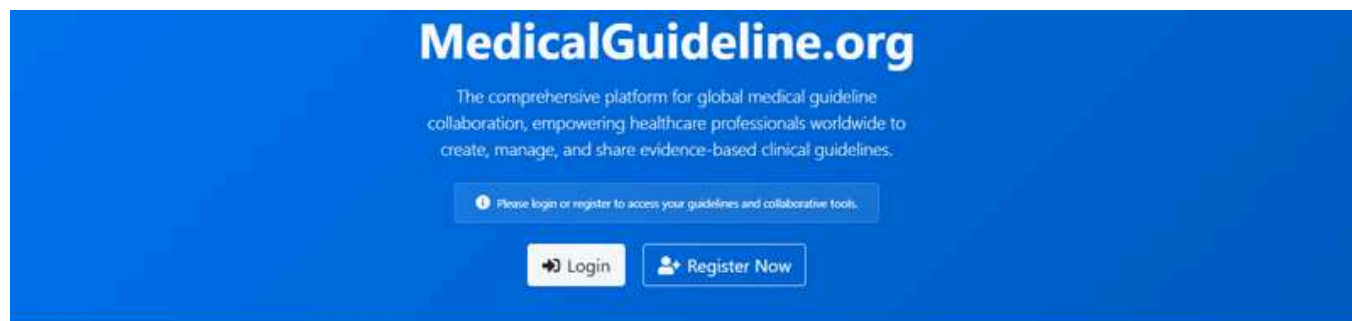 MedicalGuideline.org
The comprehensive platform for global medical guideline
collaboration, empowering healthcare professionals worldwide to
create, manage, and share evidence-based clinical guidelines.
Please login or register to access your guidelines and collaborative tools.
Login
Register Now